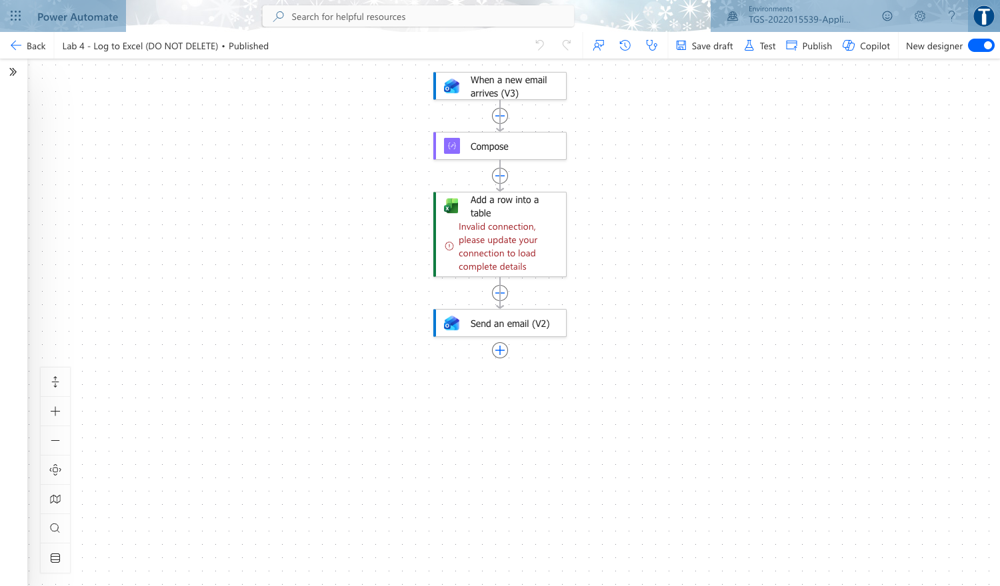 Power Automate
Search for helpful resources
Environments
TGS-2022015539-Appli...
Back
Lab 4 - Log to Excel (DO NOT DELETE) • Published
Save draft
Test
Publish
Copilot
New designer
When a new email
arrives (V3)
Compose
Add a row into a
table
Invalid connection,
please update your
connection to load
complete details
Send an email (V2)